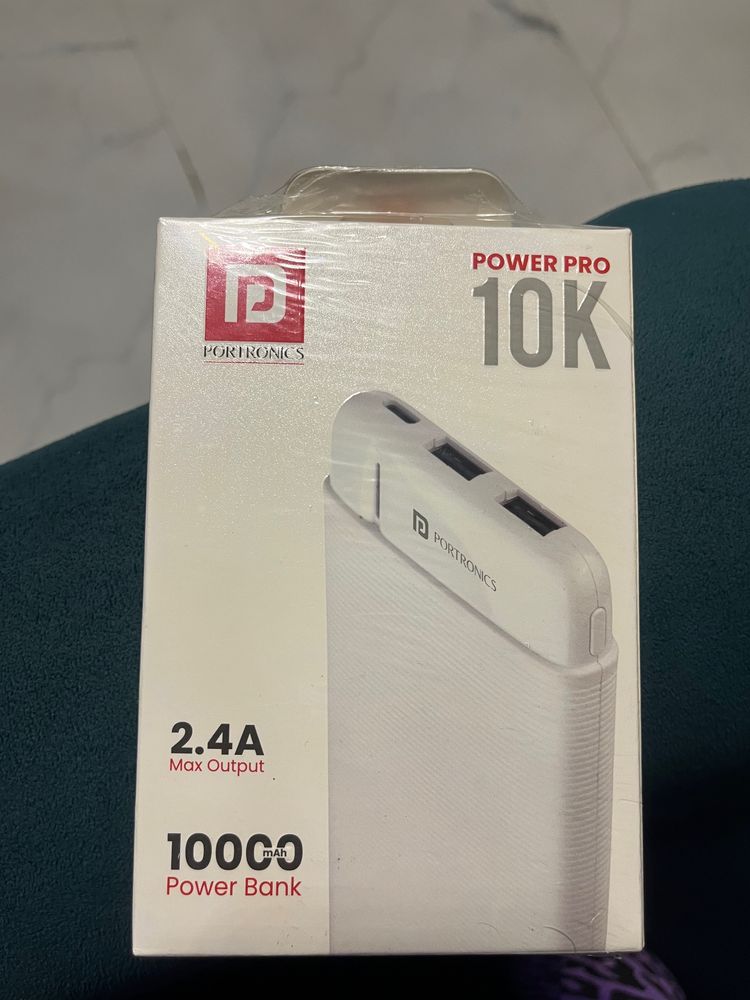 PORTRONICS
POWER PRO
10K
PORTRONICS
2.4A
Max Output
10000
mAh
Power Bank